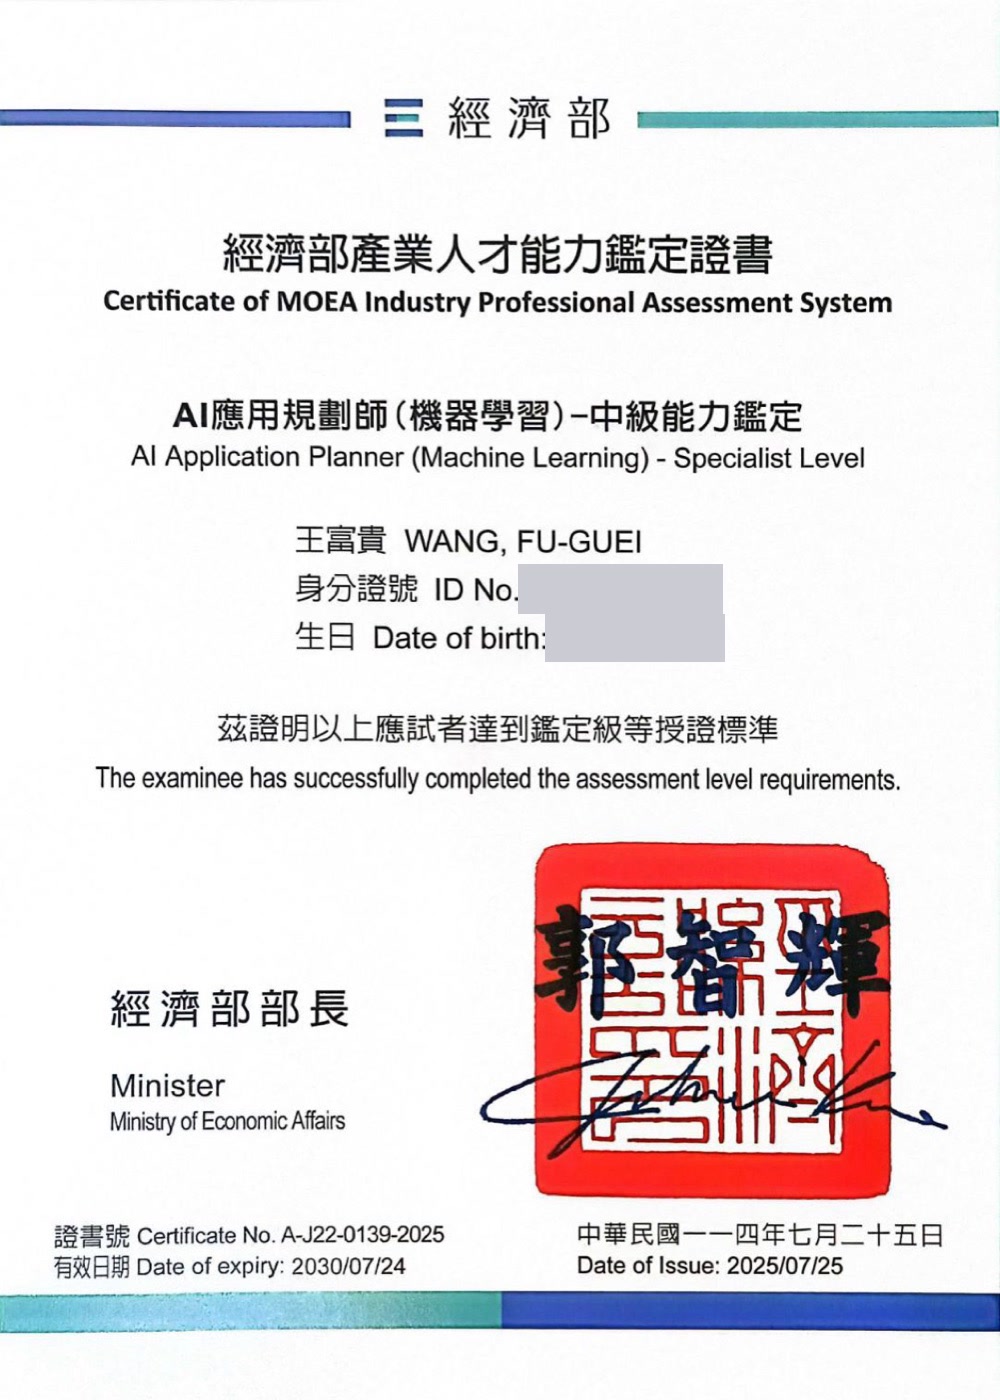 經濟部
經濟部產業人才能力鑑定證書
Certificate of MOEA Industry Professional Assessment System
AI應用規劃師(機器學習)–中級能力鑑定
AI Application Planner (Machine Learning) - Specialist Level
王富貴 WANG, FU-GUEI
身分證號 ID No.
生日 Date of birth:
茲證明以上應試者達到鑑定級等授證標準
The examinee has successfully completed the assessment level requirements.
郭智輝
經濟部部長
Minister
Ministry of Economic Affairs
證書號 Certificate No. A-J22-0139-2025
有效日期 Date of expiry: 2030/07/24
中華民國一一四年七月二十五日
Date of Issue: 2025/07/25